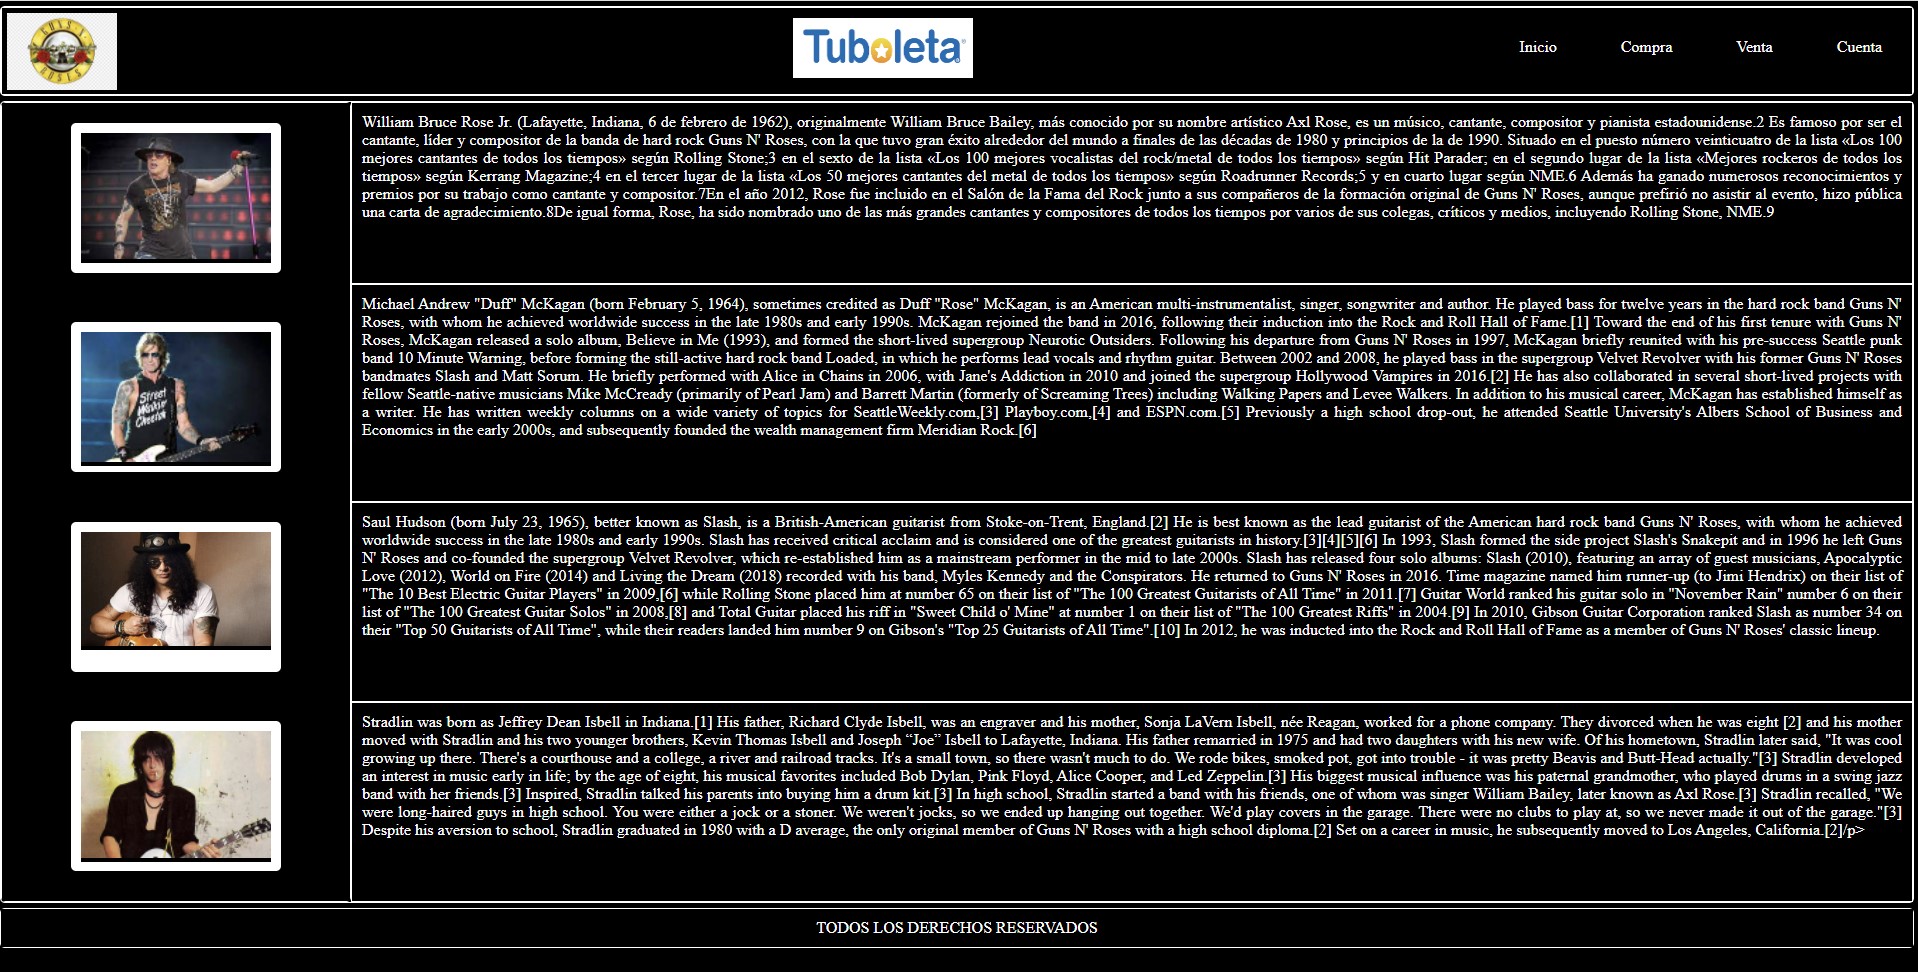 GUNS N' ROSES
Tuboleta
Inicio Compra Venta Cuenta
William Bruce Rose Jr. (Lafayette, Indiana, 6 de febrero de 1962), originalmente William Bruce Bailey, más conocido por su nombre artístico Axl Rose, es un músico, cantante, compositor y pianista estadounidense.2 Es famoso por ser el
cantante, líder y compositor de la banda de hard rock Guns N' Roses, con la que tuvo gran éxito alrededor del mundo a finales de las décadas de 1980 y principios de la de 1990. Situado en el puesto número veinticuatro de la lista «Los 100
mejores cantantes de todos los tiempos» según Rolling Stone;3 en el sexto de la lista «Los 100 mejores vocalistas del rock/metal de todos los tiempos» según Hit Parader; en el segundo lugar de la lista «Mejores rockeros de todos los
tiempos» según Kerrang Magazine;4 en el tercer lugar de la lista «Los 50 mejores cantantes del metal de todos los tiempos» según Roadrunner Records;5 y en cuarto lugar según NME.6 Además ha ganado numerosos reconocimientos y
premios por su trabajo como cantante y compositor.7En el año 2012, Rose fue incluido en el Salón de la Fama del Rock junto a sus compañeros de la formación original de Guns N' Roses, aunque prefirió no asistir al evento, hizo pública
una carta de agradecimiento.8De igual forma, Rose, ha sido nombrado uno de las más grandes cantantes y compositores de todos los tiempos por varios de sus colegas, críticos y medios, incluyendo Rolling Stone, NME.9
Street
Walkin'
Cheetah
Michael Andrew "Duff" McKagan (born February 5, 1964), sometimes credited as Duff "Rose" McKagan, is an American multi-instrumentalist, singer, songwriter and author. He played bass for twelve years in the hard rock band Guns N'
Roses, with whom he achieved worldwide success in the late 1980s and early 1990s. McKagan rejoined the band in 2016, following their induction into the Rock and Roll Hall of Fame.[1] Toward the end of his first tenure with Guns N'
Roses, McKagan released a solo album, Believe in Me (1993), and formed the short-lived supergroup Neurotic Outsiders. Following his departure from Guns N' Roses in 1997, McKagan briefly reunited with his pre-success Seattle punk
band 10 Minute Warning, before forming the still-active hard rock band Loaded, in which he performs lead vocals and rhythm guitar. Between 2002 and 2008, he played bass in the supergroup Velvet Revolver with his former Guns N' Roses
bandmates Slash and Matt Sorum. He briefly performed with Alice in Chains in 2006, with Jane's Addiction in 2010 and joined the supergroup Hollywood Vampires in 2016.[2] He has also collaborated in several short-lived projects with
fellow Seattle-native musicians Mike McCready (primarily of Pearl Jam) and Barrett Martin (formerly of Screaming Trees) including Walking Papers and Levee Walkers. In addition to his musical career, McKagan has established himself as
a writer. He has written weekly columns on a wide variety of topics for SeattleWeekly.com,[3] Playboy.com,[4] and ESPN.com.[5] Previously a high school drop-out, he attended Seattle University's Albers School of Business and
Economics in the early 2000s, and subsequently founded the wealth management firm Meridian Rock.[6]
Saul Hudson (born July 23, 1965), better known as Slash, is a British-American guitarist from Stoke-on-Trent, England.[2] He is best known as the lead guitarist of the American hard rock band Guns N' Roses, with whom he achieved
worldwide success in the late 1980s and early 1990s. Slash has received critical acclaim and is considered one of the greatest guitarists in history.[3][4][5][6] In 1993, Slash formed the side project Slash's Snakepit and in 1996 he left Guns
N' Roses and co-founded the supergroup Velvet Revolver, which re-established him as a mainstream performer in the mid to late 2000s. Slash has released four solo albums: Slash (2010), featuring an array of guest musicians, Apocalyptic
Love (2012), World on Fire (2014) and Living the Dream (2018) recorded with his band, Myles Kennedy and the Conspirators. He returned to Guns N' Roses in 2016. Time magazine named him runner-up (to Jimi Hendrix) on their list of
"The 10 Best Electric Guitar Players" in 2009,[6] while Rolling Stone placed him at number 65 on their list of "The 100 Greatest Guitarists of All Time" in 2011.[7] Guitar World ranked his guitar solo in "November Rain" number 6 on their
list of "The 100 Greatest Guitar Solos" in 2008,[8] and Total Guitar placed his riff in "Sweet Child o' Mine" at number 1 on their list of "The 100 Greatest Riffs" in 2004.[9] In 2010, Gibson Guitar Corporation ranked Slash as number 34 on
their "Top 50 Guitarists of All Time", while their readers landed him number 9 on Gibson's "Top 25 Guitarists of All Time".[10] In 2012, he was inducted into the Rock and Roll Hall of Fame as a member of Guns N' Roses' classic lineup.
Stradlin was born as Jeffrey Dean Isbell in Indiana.[1] His father, Richard Clyde Isbell, was an engraver and his mother, Sonja LaVern Isbell, née Reagan, worked for a phone company. They divorced when he was eight [2] and his mother
moved with Stradlin and his two younger brothers, Kevin Thomas Isbell and Joseph “Joe” Isbell to Lafayette, Indiana. His father remarried in 1975 and had two daughters with his new wife. Of his hometown, Stradlin later said, "It was cool
growing up there. There's a courthouse and a college, a river and railroad tracks. It's a small town, so there wasn't much to do. We rode bikes, smoked pot, got into trouble - it was pretty Beavis and Butt-Head actually."[3] Stradlin developed
an interest in music early in life; by the age of eight, his musical favorites included Bob Dylan, Pink Floyd, Alice Cooper, and Led Zeppelin.[3] His biggest musical influence was his paternal grandmother, who played drums in a swing jazz
band with her friends.[3] Inspired, Stradlin talked his parents into buying him a drum kit.[3] In high school, Stradlin started a band with his friends, one of whom was singer William Bailey, later known as Axl Rose.[3] Stradlin recalled, "We
were long-haired guys in high school. You were either a jock or a stoner. We weren't jocks, so we ended up hanging out together. We'd play covers in the garage. There were no clubs to play at, so we never made it out of the garage."[3]
Despite his aversion to school, Stradlin graduated in 1980 with a D average, the only original member of Guns N' Roses with a high school diploma.[2] Set on a career in music, he subsequently moved to Los Angeles, California.[2]/p>
TODOS LOS DERECHOS RESERVADOS